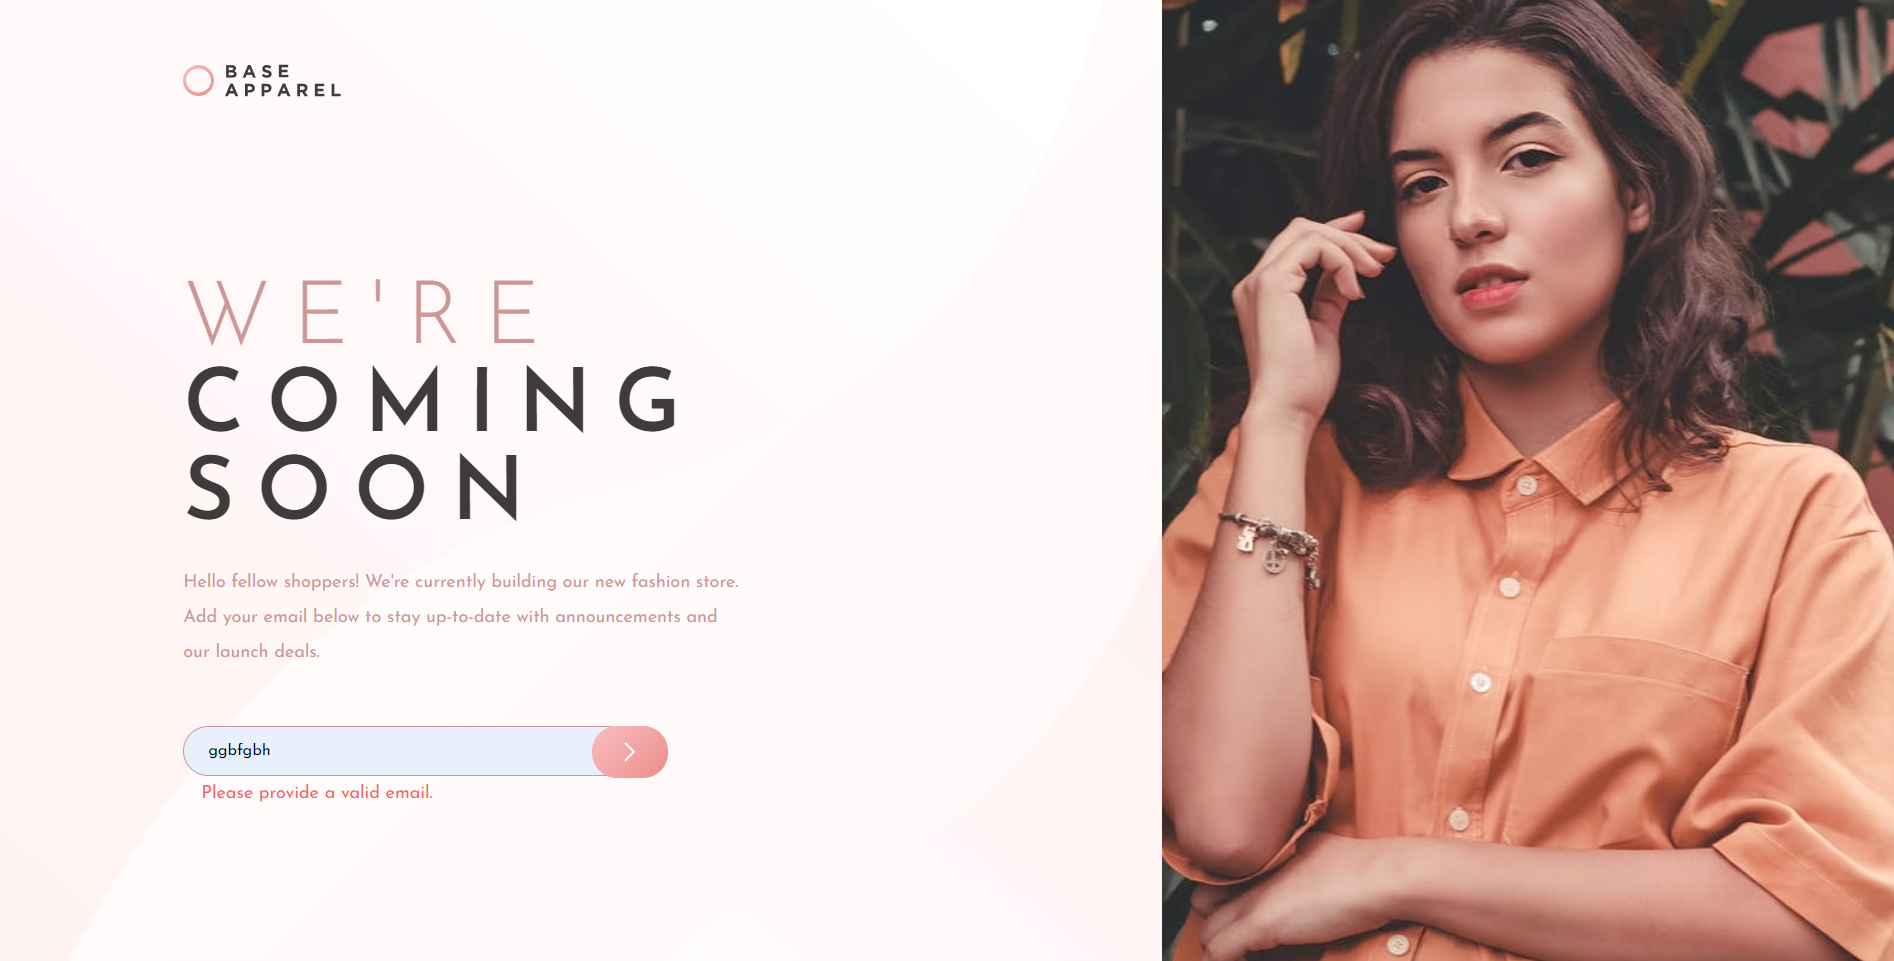 BASE
APPAREL
WE'RE
COMING
SOON
Hello fellow shoppers! We're currently building our new fashion store.
Add your email below to stay up-to-date with announcements and
our launch deals.
ggbfgbh
Please provide a valid email.